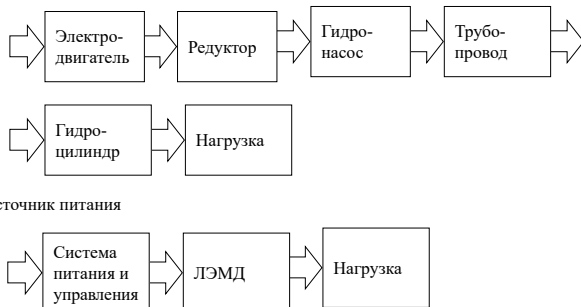 Электро-
двигатель
Редуктор
Гидро-
насос
Трубо-
провод
Гидро-
цилиндр
Нагрузка
сточник питания
Система
питания и
управления
ЛЭМД
Нагрузка